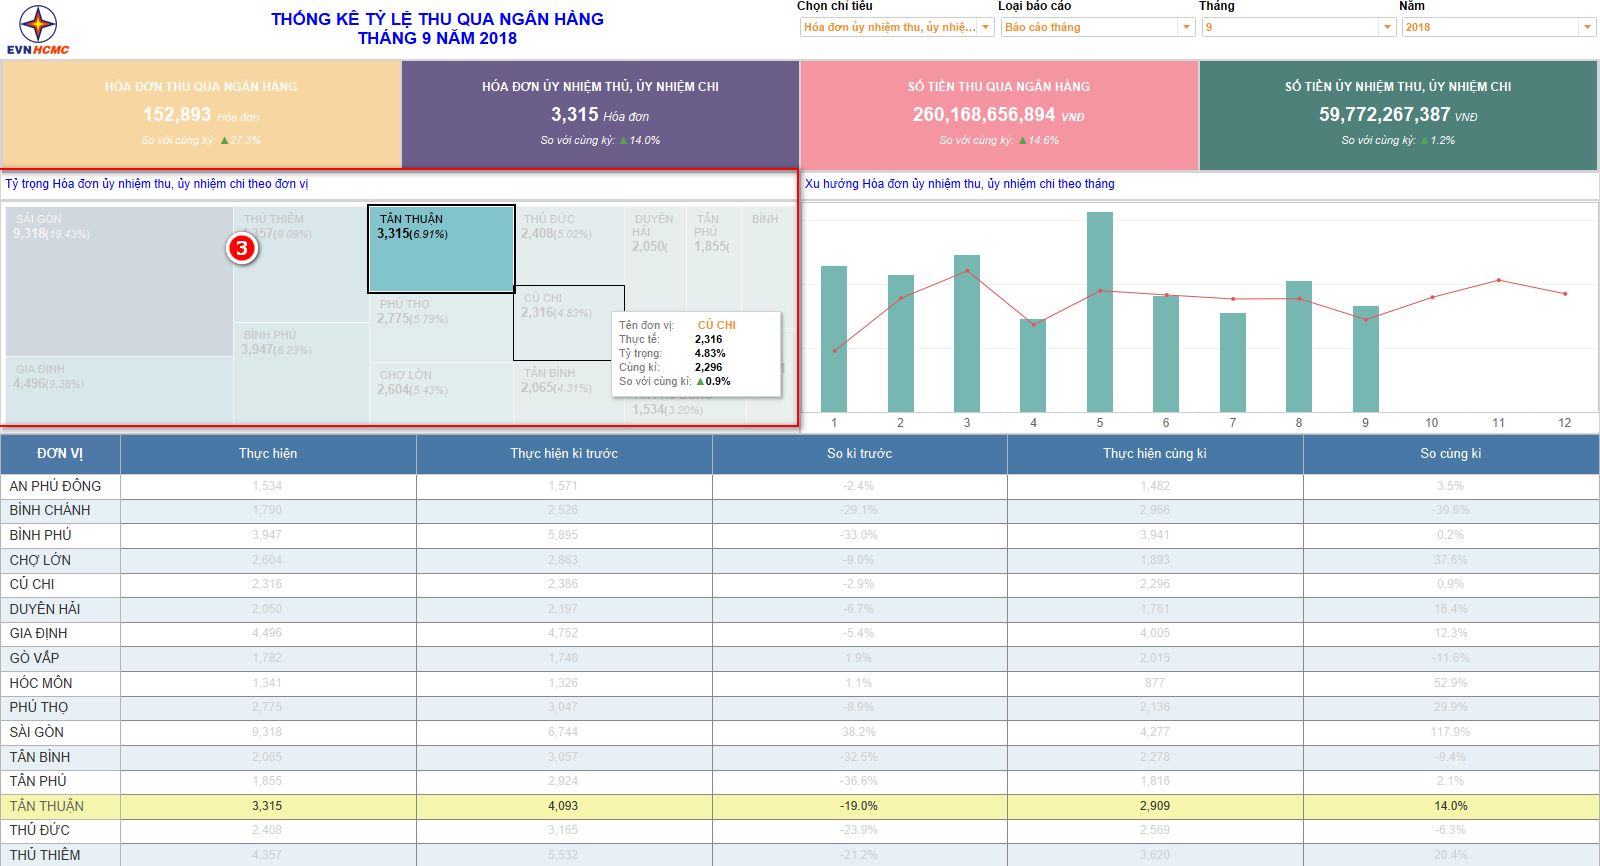 EVNHCMC
THỐNG KÊ TỶ LỆ THU QUA NGÂN HÀNG
THÁNG 9 NĂM 2018
Chọn chỉ tiêu
Loại báo cáo
Tháng
Năm
Hóa đơn ủy nhiệm thu, ủy nhiệ...
Báo cáo tháng
9
2018
HÓA ĐƠN THU QUA NGÂN HÀNG
152,893 Hóa đơn
So với cùng kỳ: ▲27.3%
HÓA ĐƠN ỦY NHIỆM THỦ, ỦY NHIỆM CHI
3,315 Hóa đơn
So với cùng kỳ: ▲14.0%
SỐ TIỀN THU QUA NGÂN HÀNG
260,168,656,894 VNĐ
So với cùng kỳ: ▲14.6%
SỐ TIỀN ỦY NHIỆM THU, ỦY NHIỆM CHI
59,772,267,387 VNĐ
So với cùng kỳ: ▲1.2%
Tỷ trọng Hóa đơn ủy nhiệm thu, ủy nhiệm chi theo đơn vị
SÀI GÒN
9,318(19.43%)
GIA ĐỊNH
4,496(9.38%)
THỦ THIÊM
357(9.09%)
3
BÌNH PHÚ
3,947(8.23%)
TÂN THUẬN
3,315(6.91%)
PHÚ THỌ
2,775(5.79%)
CHỢ LỚN
2,604(5.43%)
THỦ ĐỨC
2,408(5.02%)
CỦ CHI
2,316(4.83%)
TÂN BÌNH
2,065(4.31%)
DUYÊN
HẢI
2,050(
TÂN
PHÚ
1,855(
BÌNH
1,534(3.20%)
Tên đơn vị: CỦ CHI
Thực tế: 2,316
Tỷ trọng: 4.83%
Cùng kì: 2,296
So với cùng kì: ▲0.9%
Xu hướng Hóa đơn ủy nhiệm thu, ủy nhiệm chi theo tháng
1 2 3 4 5 6 7 8 9 10 11 12
ĐƠN VỊ Thực hiện Thực hiện kì trước So kì trước Thực hiện cùng kì So cùng kì
AN PHÚ ĐÔNG 1,534 1,571 -2.4% 1,482 3.5%
BÌNH CHÁNH 1,790 2,526 -29.1% 2,966 -39.6%
BÌNH PHÚ 3,947 5,895 -33.0% 3,941 0.2%
CHỢ LỚN 2,604 2,863 -9.0% 1,893 37.6%
CỦ CHI 2,316 2,386 -2.9% 2,296 0.9%
DUYÊN HẢI 2,050 2,197 -6.7% 1,761 16.4%
GIA ĐỊNH 4,496 4,752 -5.4% 4,005 12.3%
GÒ VẤP 1,782 1,748 1.9% 2,015 -11.6%
HÓC MÔN 1,341 1,326 1.1% 877 52.9%
PHÚ THỌ 2,775 3,047 -8.9% 2,136 29.9%
SÀI GÒN 9,318 6,744 38.2% 4,277 117.9%
TÂN BÌNH 2,065 3,057 -32.5% 2,278 -9.4%
TÂN PHÚ 1,855 2,924 -36.6% 1,816 2.1%
TÂN THUẬN 3,315 4,093 -19.0% 2,909 14.0%
THỦ ĐỨC 2,408 3,165 -23.9% 2,569 -6.3%
THỦ THIÊM 4,357 5,532 -21.2% 3,620 20.4%